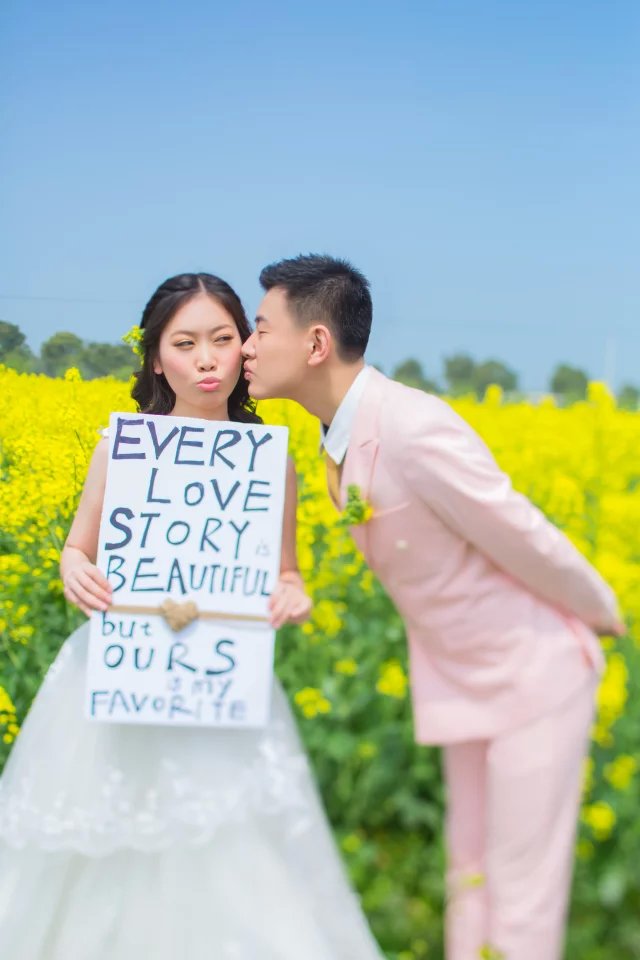 EVERY
LOVE
STORY is
BEAUTIFUL
but
OURS
is my
FAVORITE